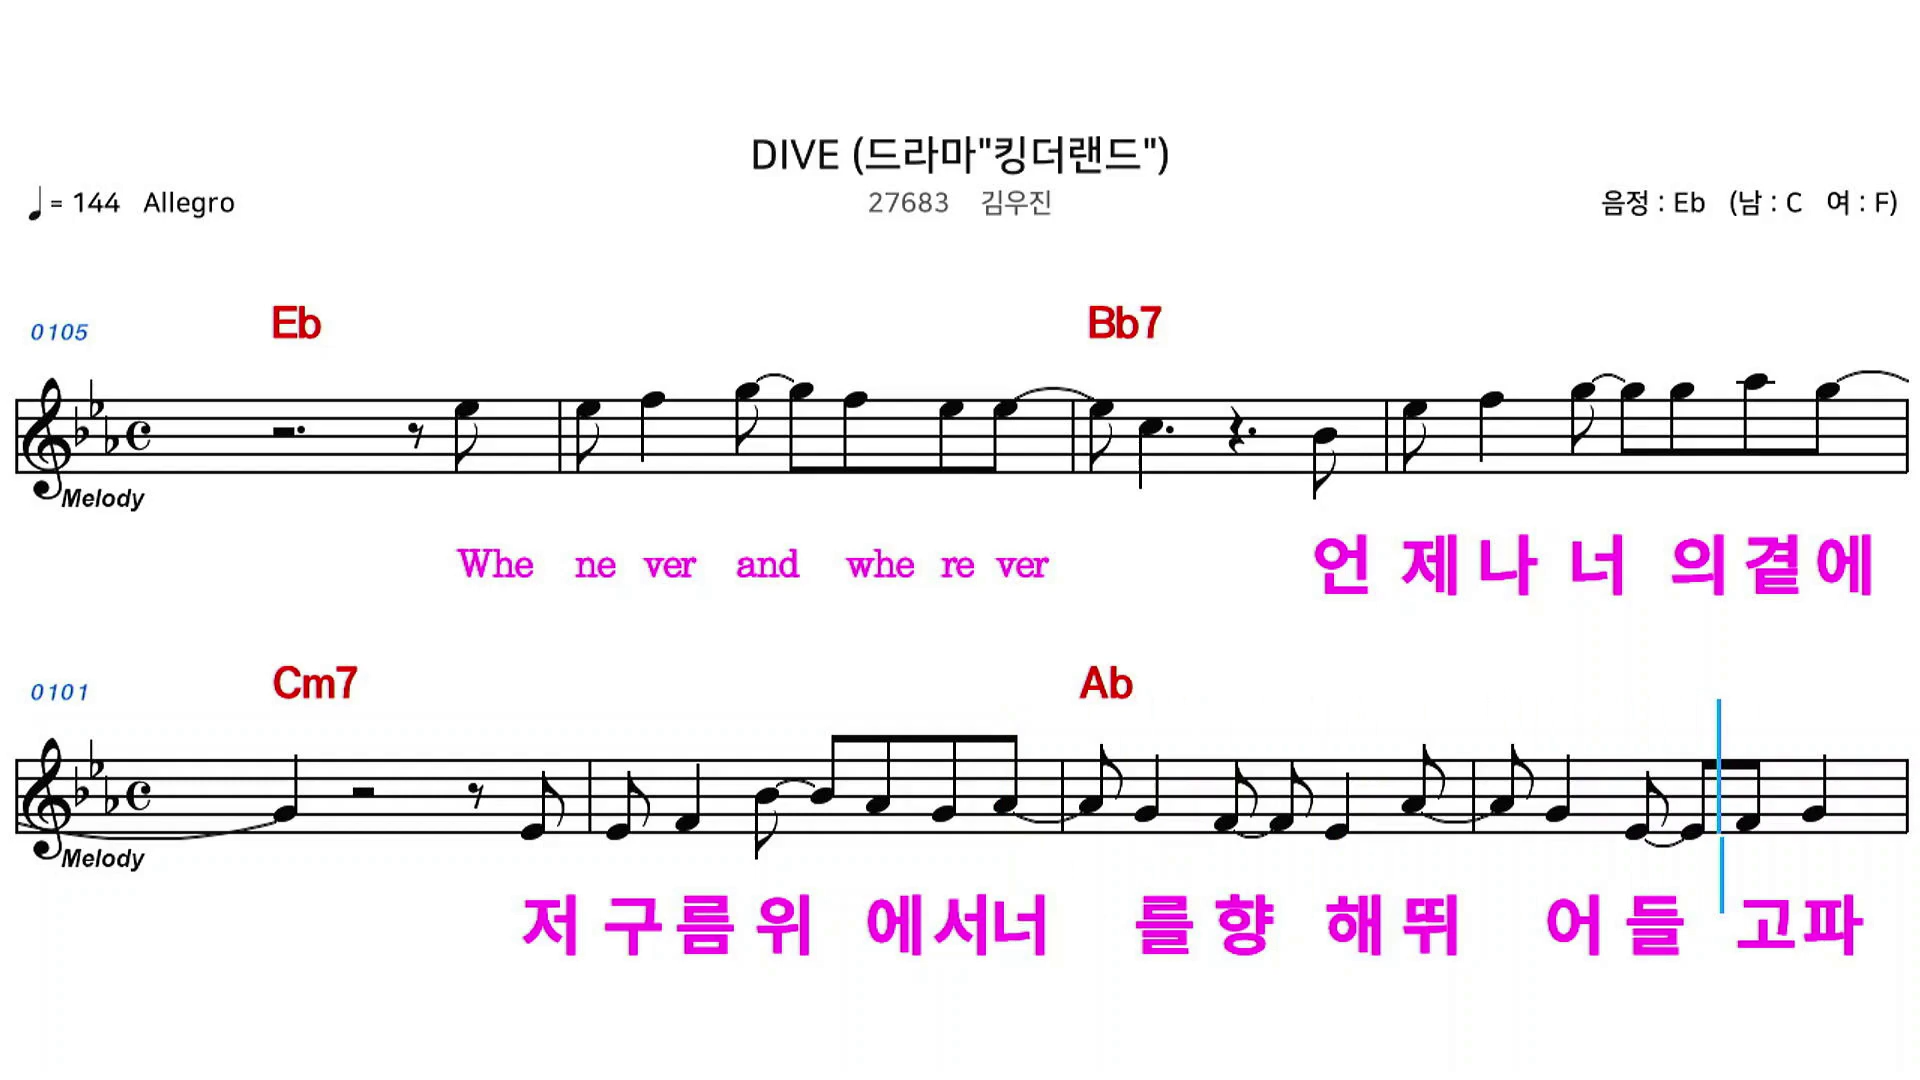 DIVE (드라마"킹더랜드")
♩= 144 Allegro 27683 김우진 음정 : Eb (남 : C 여 : F)
0105 Eb Bb7
Melody
Whe ne ver and whe re ver 언 제 나 너 의 곁 에
0101 Cm7 Ab
Melody
저 구 름 위 에 서 너 를 향 해 뛰 어 들 고 파